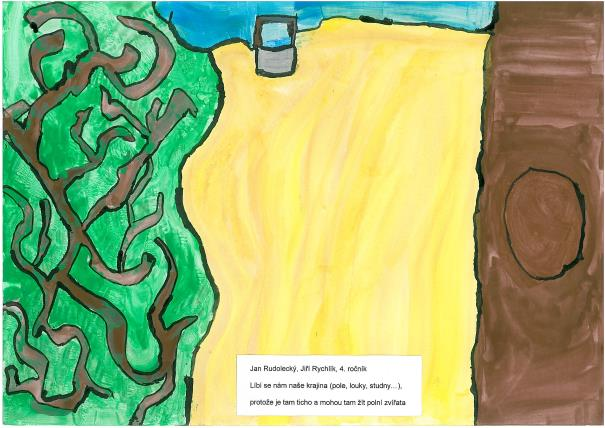 Jan Rudolecký, Jiří Rychlík, 4. ročník
Líbí se nám naše krajina (pole, louky, studny…),
protože je tam ticho a mohou tam žít polní zvířata